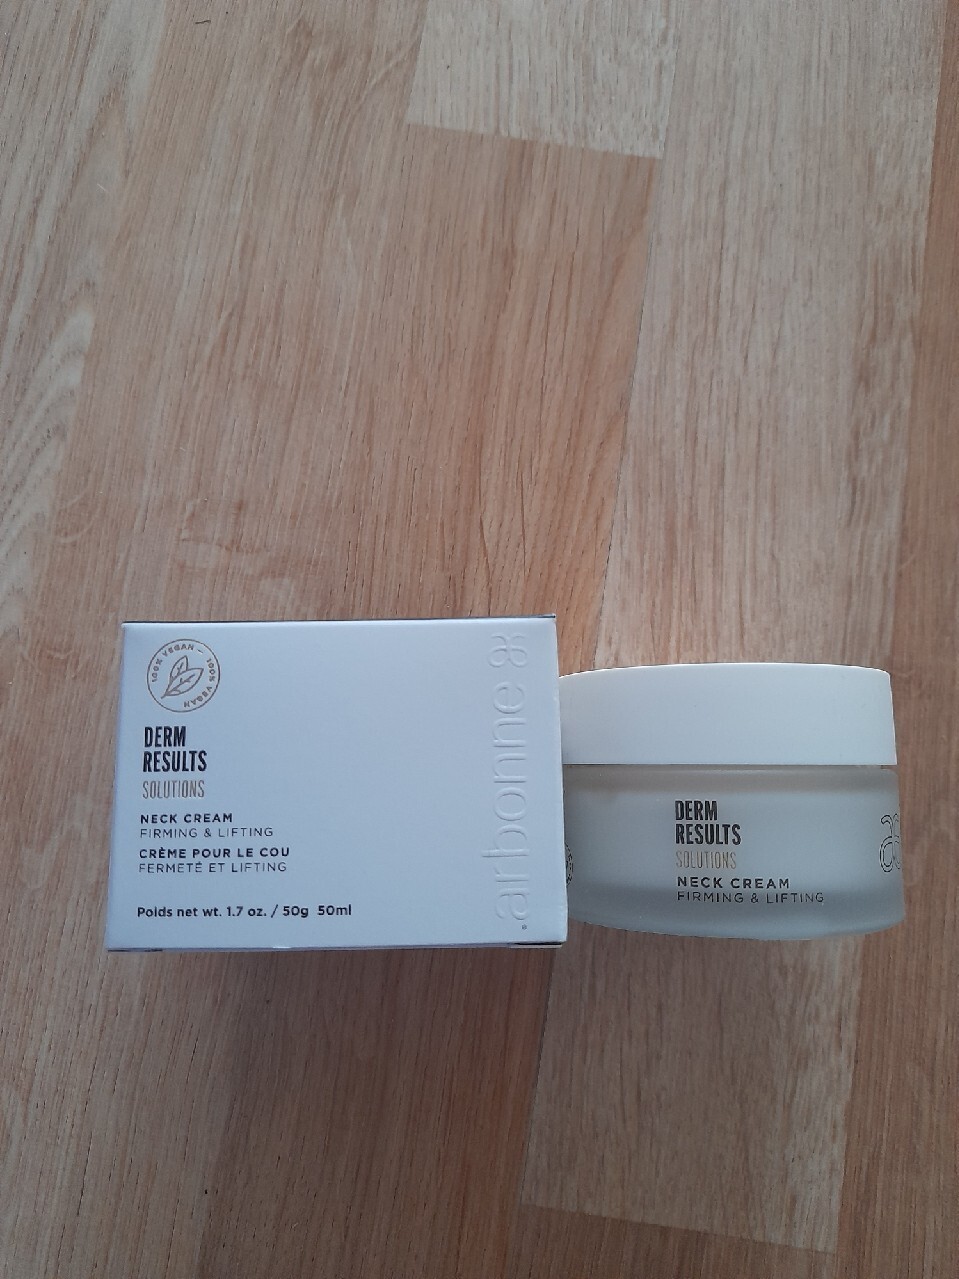 100% VEGAN – 100% VEGAN
DERM
RESULTS
SOLUTIONS
NECK CREAM
FIRMING & LIFTING
CRÈME POUR LE COU
FERMETÉ ET LIFTING
Poids net wt. 1.7 oz. / 50g 50ml
arbonne
DERM
RESULTS
SOLUTIONS
NECK CREAM
FIRMING & LIFTING